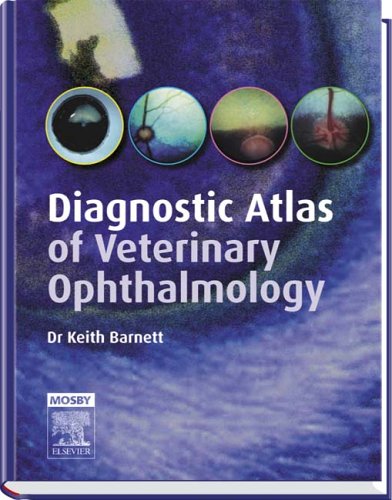 Diagnostic Atlas
of Veterinary
Ophthalmology
Dr Keith Barnett
MOSBY
ELSEVIER